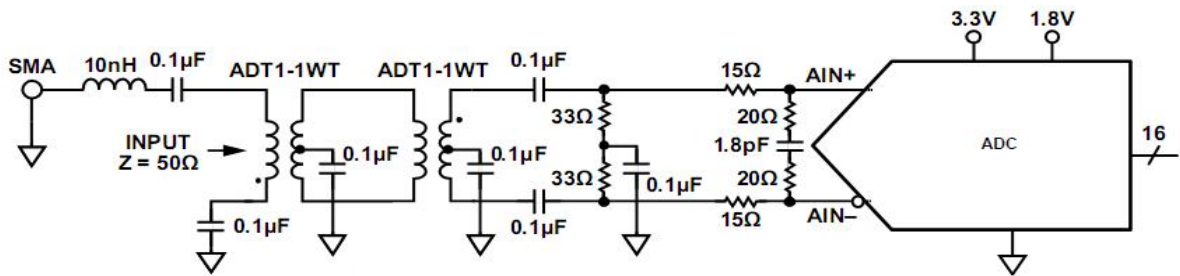 3.3V 1.8V
SMA 10nH 0.1µF ADT1-1WT ADT1-1WT 0.1µF 15Ω AIN+
33Ω 20Ω
INPUT
Z = 50Ω
0.1µF 0.1µF 1.8pF ADC 16
33Ω 0.1µF 20Ω
0.1µF 0.1µF 15Ω AIN–